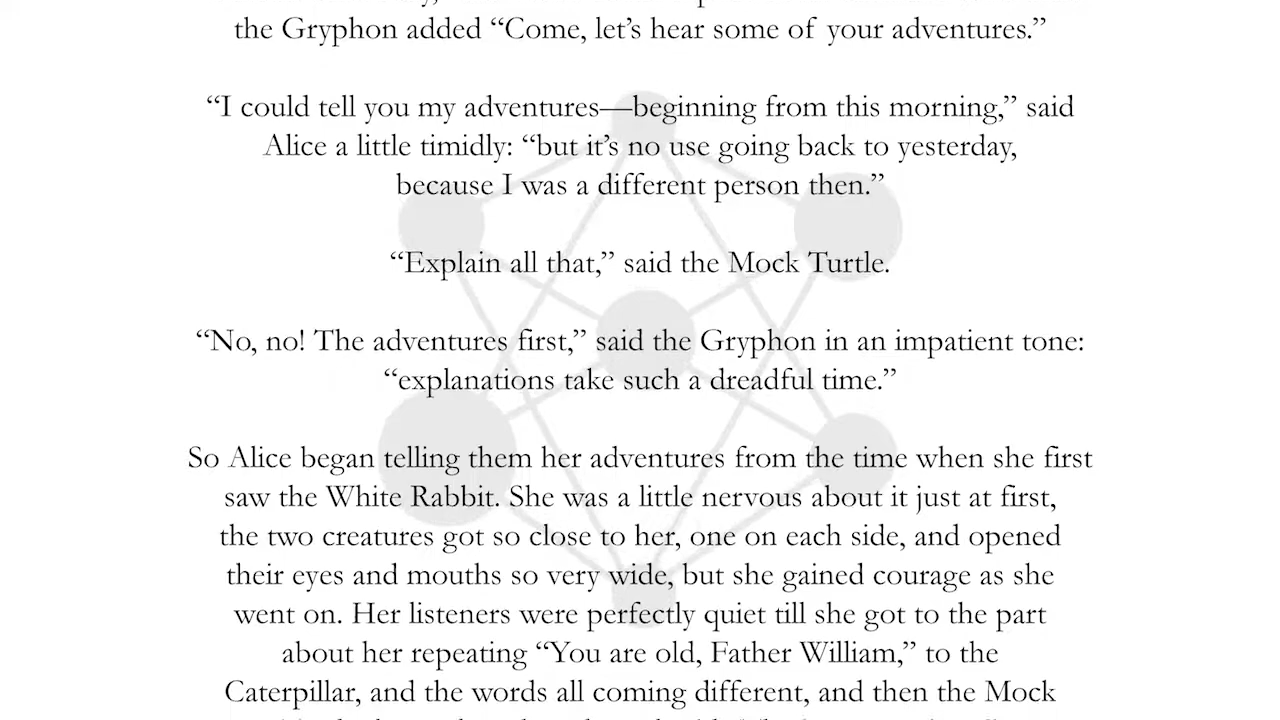 the Gryphon added “Come, let’s hear some of your adventures.”
“I could tell you my adventures—beginning from this morning,” said
Alice a little timidly: “but it’s no use going back to yesterday,
because I was a different person then.”
“Explain all that,” said the Mock Turtle.
“No, no! The adventures first,” said the Gryphon in an impatient tone:
“explanations take such a dreadful time.”
So Alice began telling them her adventures from the time when she first
saw the White Rabbit. She was a little nervous about it just at first,
the two creatures got so close to her, one on each side, and opened
their eyes and mouths so very wide, but she gained courage as she
went on. Her listeners were perfectly quiet till she got to the part
about her repeating “You are old, Father William,” to the
Caterpillar, and the words all coming different, and then the Mock